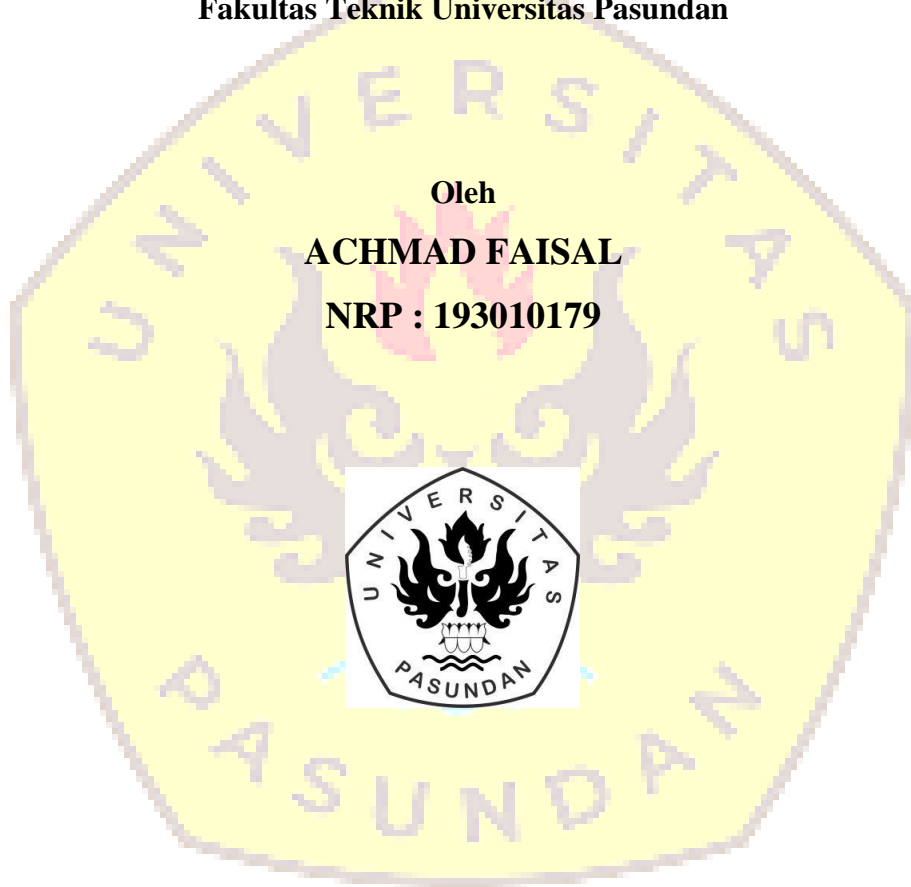 Fakultas Teknik Universitas Pasundan
Oleh
ACHMAD FAISAL
NRP : 193010179
UNIVERSITAS
PASUNDAN
UNIVERSITAS
PASUNDAN